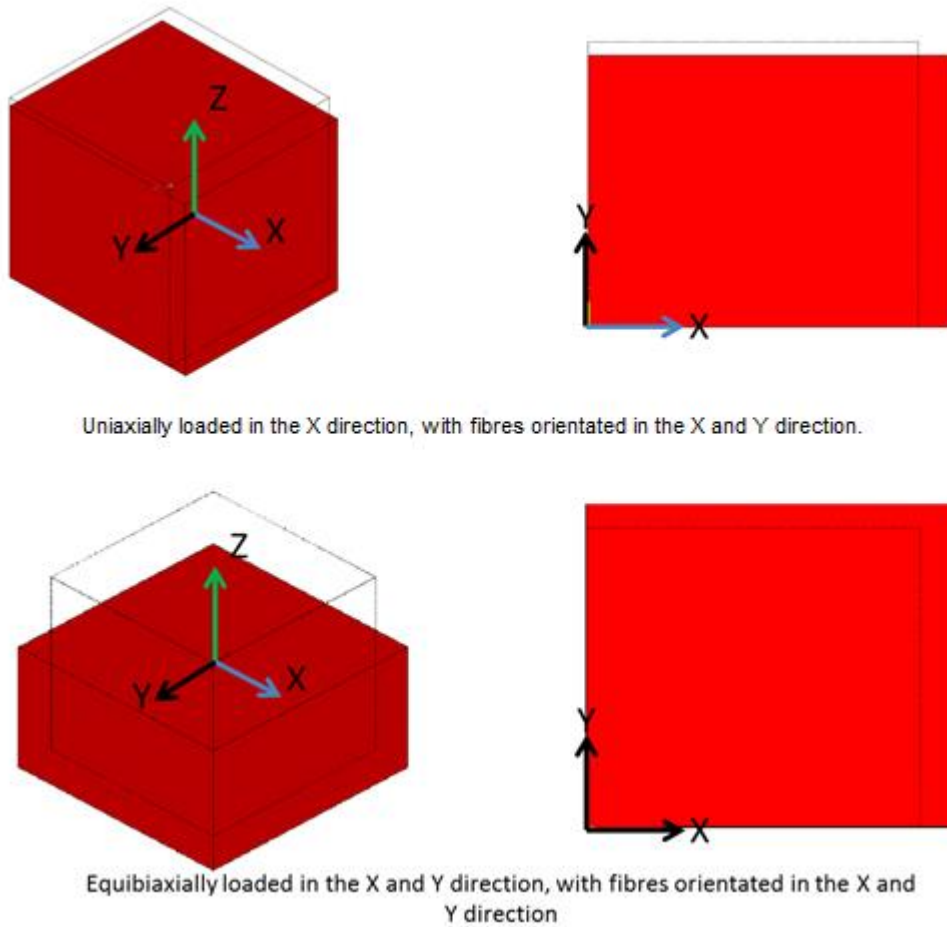 Z
Y
X
Y
X
Uniaxially loaded in the X direction, with fibres orientated in the X and Y direction.
Z
Y
X
Y
X
Equibiaxially loaded in the X and Y direction, with fibres orientated in the X and
Y direction